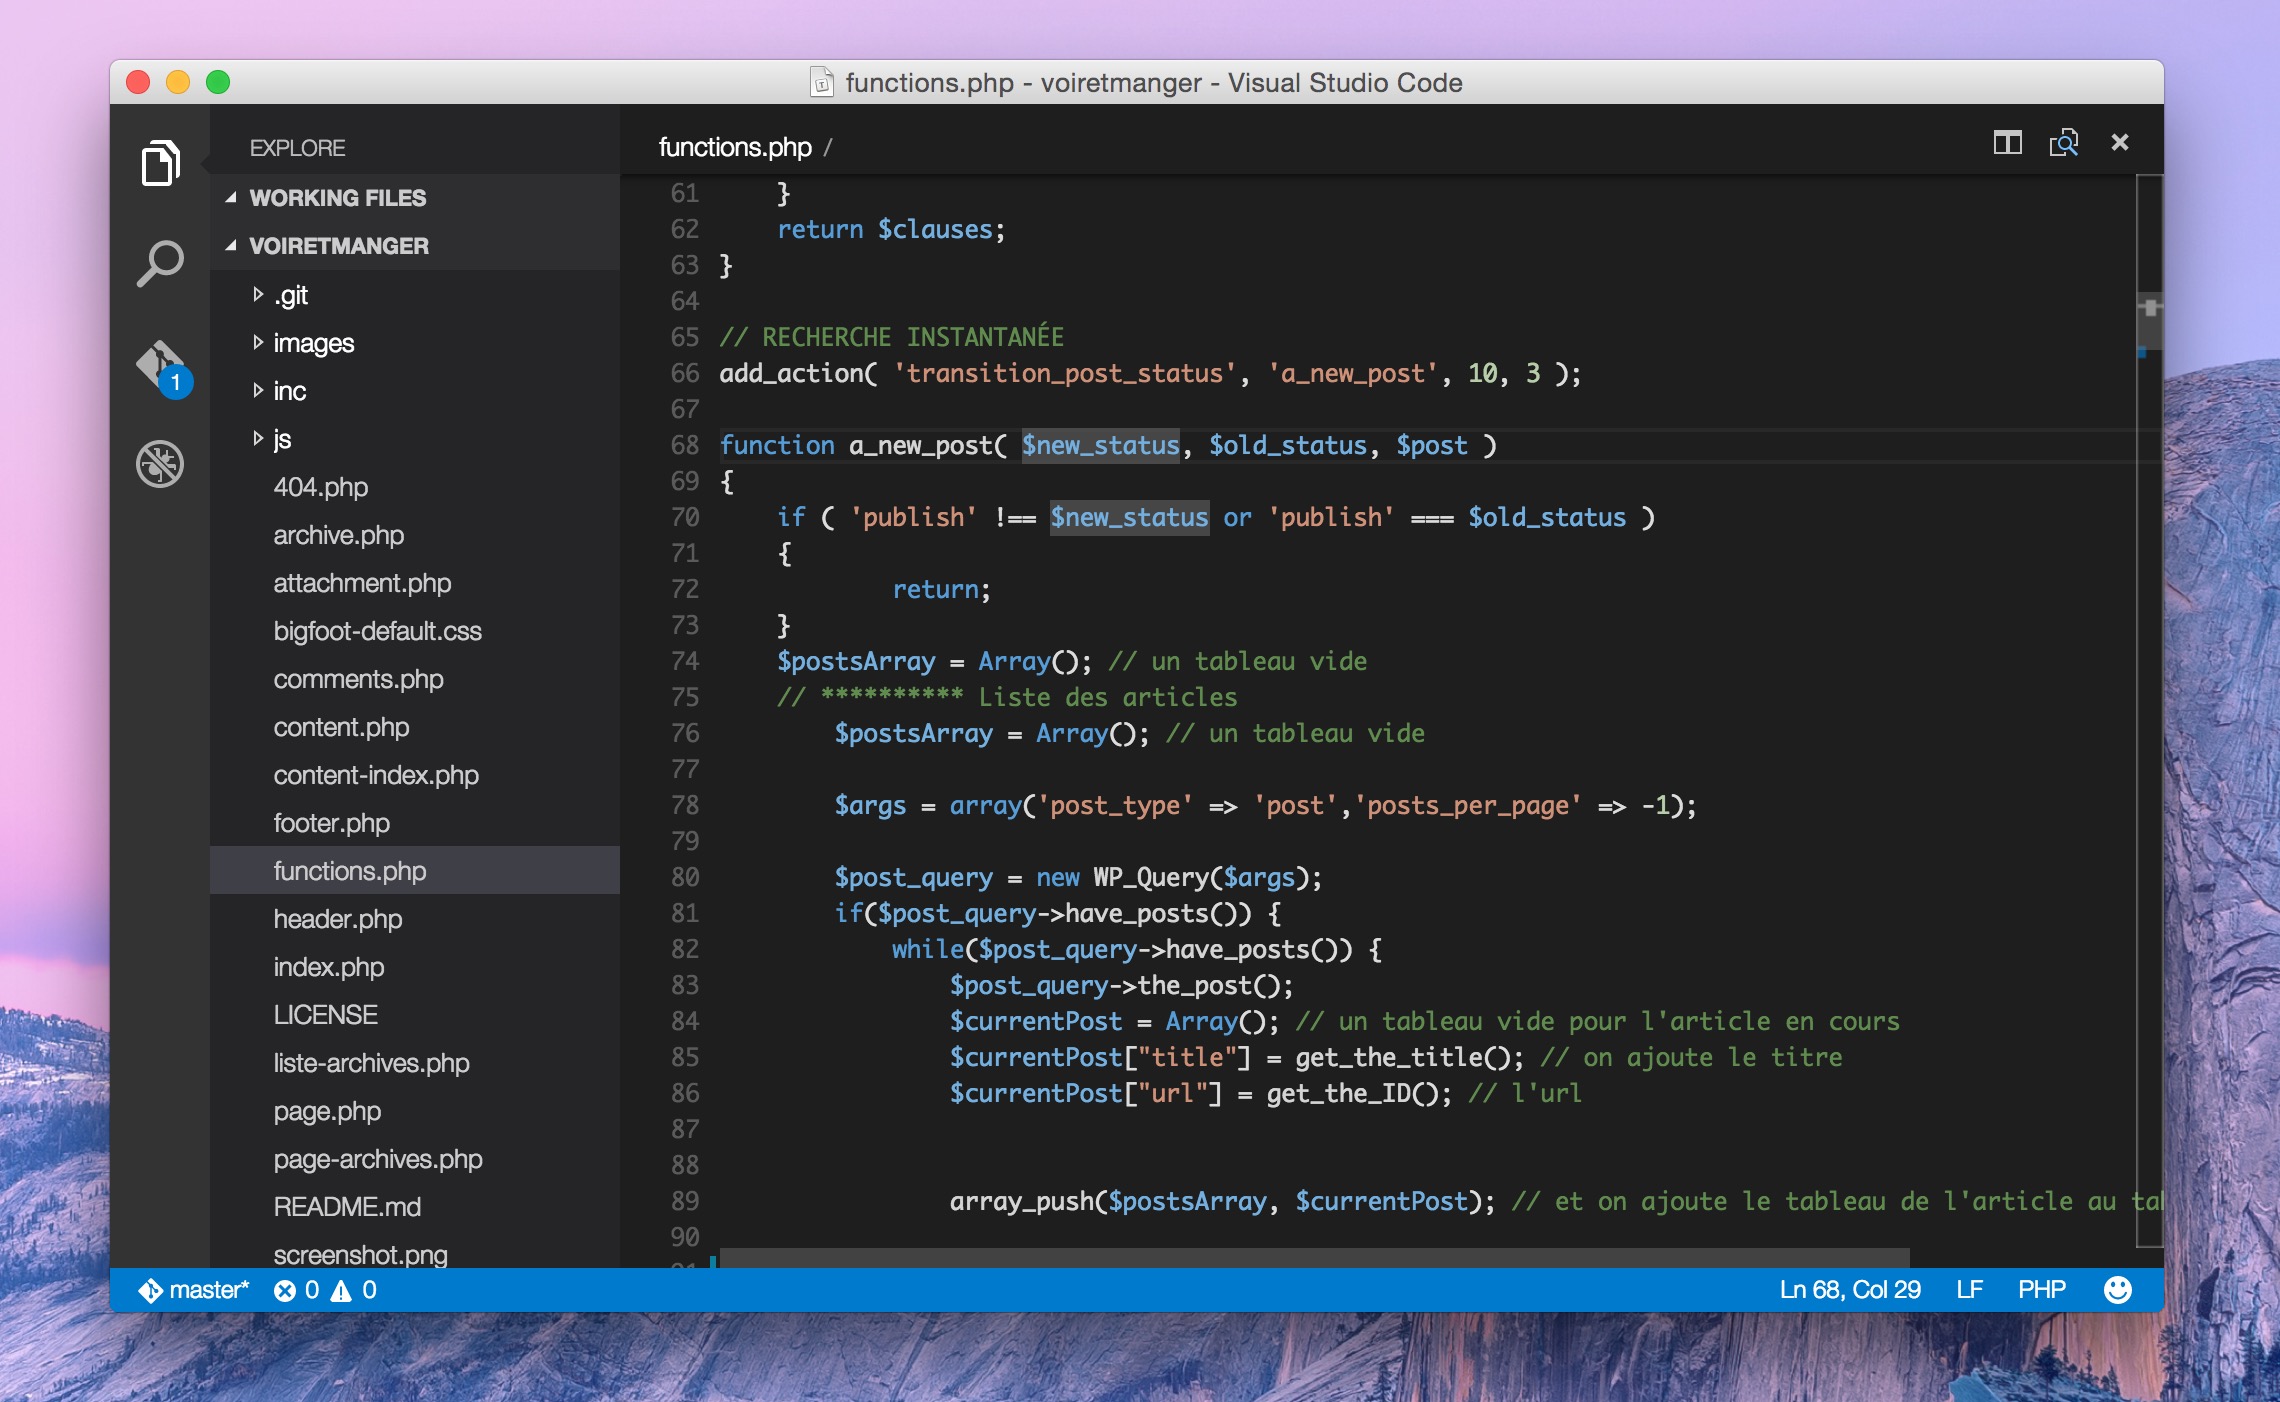 functions.php - voiretmanger - Visual Studio Code
EXPLORE
WORKING FILES
VOIRETMANGER
.git
images
inc
js
404.php
archive.php
attachment.php
bigfoot-default.css
comments.php
content.php
content-index.php
footer.php
functions.php
header.php
index.php
LICENSE
liste-archives.php
page.php
page-archives.php
README.md
screenshot.png
1
functions.php /
61 }
62 return $clauses;
63 }
64
65 // RECHERCHE INSTANTANÉE
66 add_action( 'transition_post_status', 'a_new_post', 10, 3 );
67
68 function a_new_post( $new_status, $old_status, $post )
69 {
70 if ( 'publish' !== $new_status or 'publish' === $old_status )
71 {
72 return;
73 }
74 $postsArray = Array(); // un tableau vide
75 // ********** Liste des articles
76 $postsArray = Array(); // un tableau vide
77
78 $args = array('post_type' => 'post','posts_per_page' => -1);
79
80 $post_query = new WP_Query($args);
81 if($post_query->have_posts()) {
82 while($post_query->have_posts()) {
83 $post_query->the_post();
84 $currentPost = Array(); // un tableau vide pour l'article en cours
85 $currentPost["title"] = get_the_title(); // on ajoute le titre
86 $currentPost["url"] = get_the_ID(); // l'url
87
88
89 array_push($postsArray, $currentPost); // et on ajoute le tableau de l'article au
90
master* 0 0
Ln 68, Col 29 LF PHP